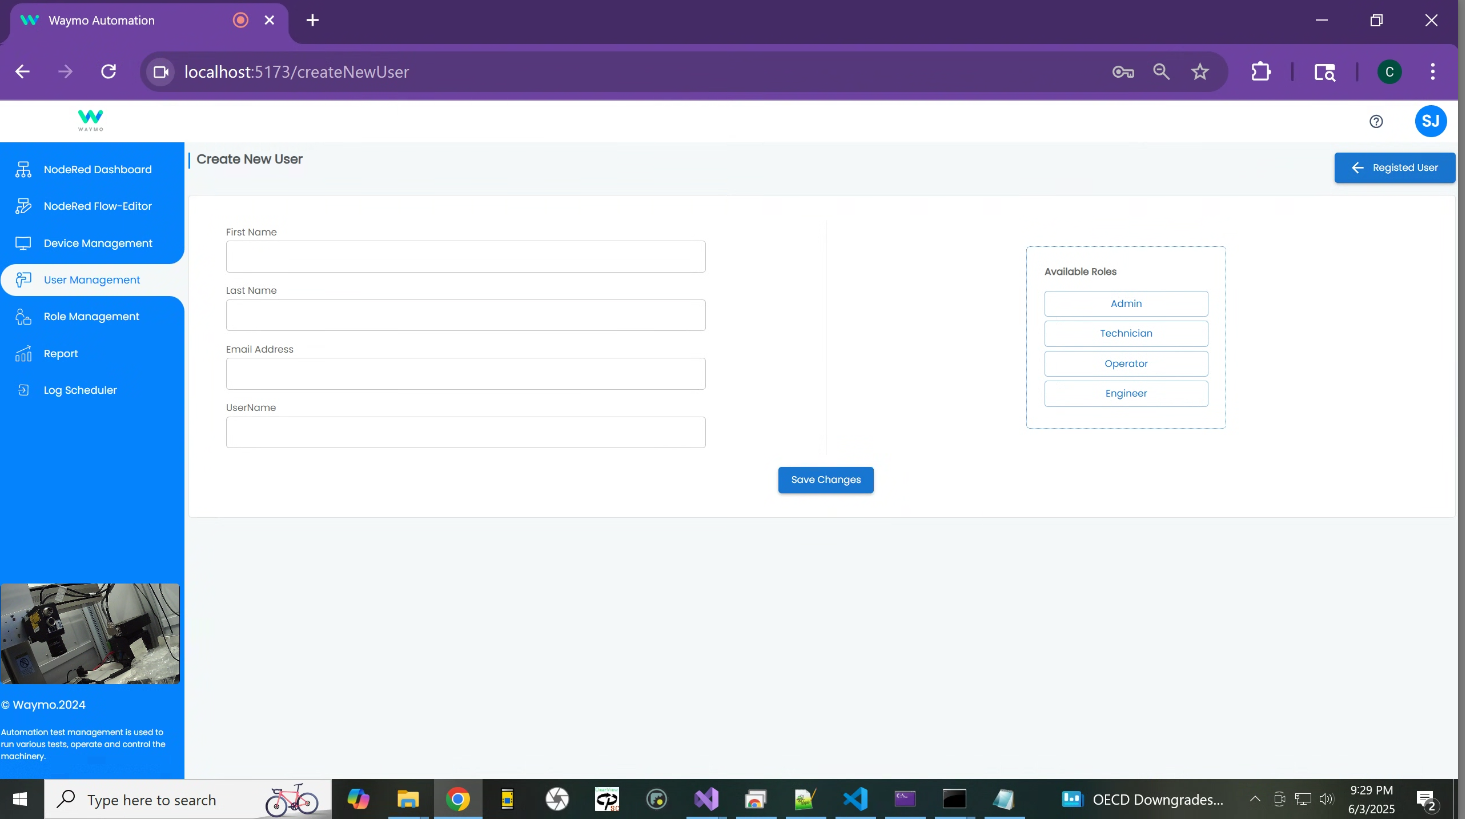 Waymo Automation
localhost:5173/createNewUser
C
WAYMO
SJ
NodeRed Dashboard
NodeRed Flow-Editor
Device Management
User Management
Role Management
Report
Log Scheduler
Create New User
Registed User
First Name
Last Name
Email Address
UserName
Available Roles
Admin
Technician
Operator
Engineer
Save Changes
© Waymo.2024
Automation test management is used to
run various tests, operate and control the
machinery.
Type here to search
OECD Downgrades...
9:29 PM
6/3/2025
2